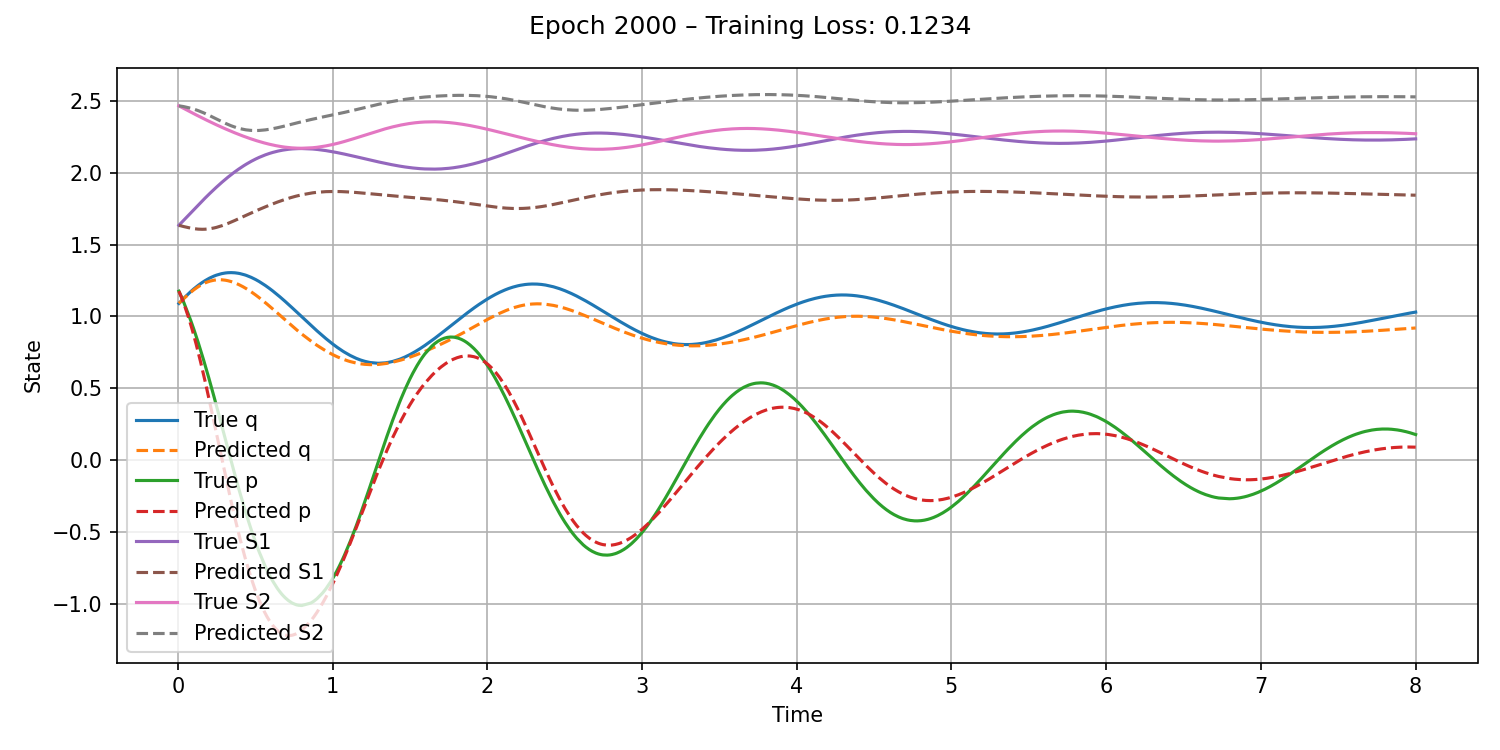 Epoch 2000 – Training Loss: 0.1234
State
2.5
2.0
1.5
1.0
0.5
0.0
−0.5
−1.0
True q
Predicted q
True p
Predicted p
True S1
Predicted S1
True S2
Predicted S2
0 1 2 3 4 5 6 7 8
Time